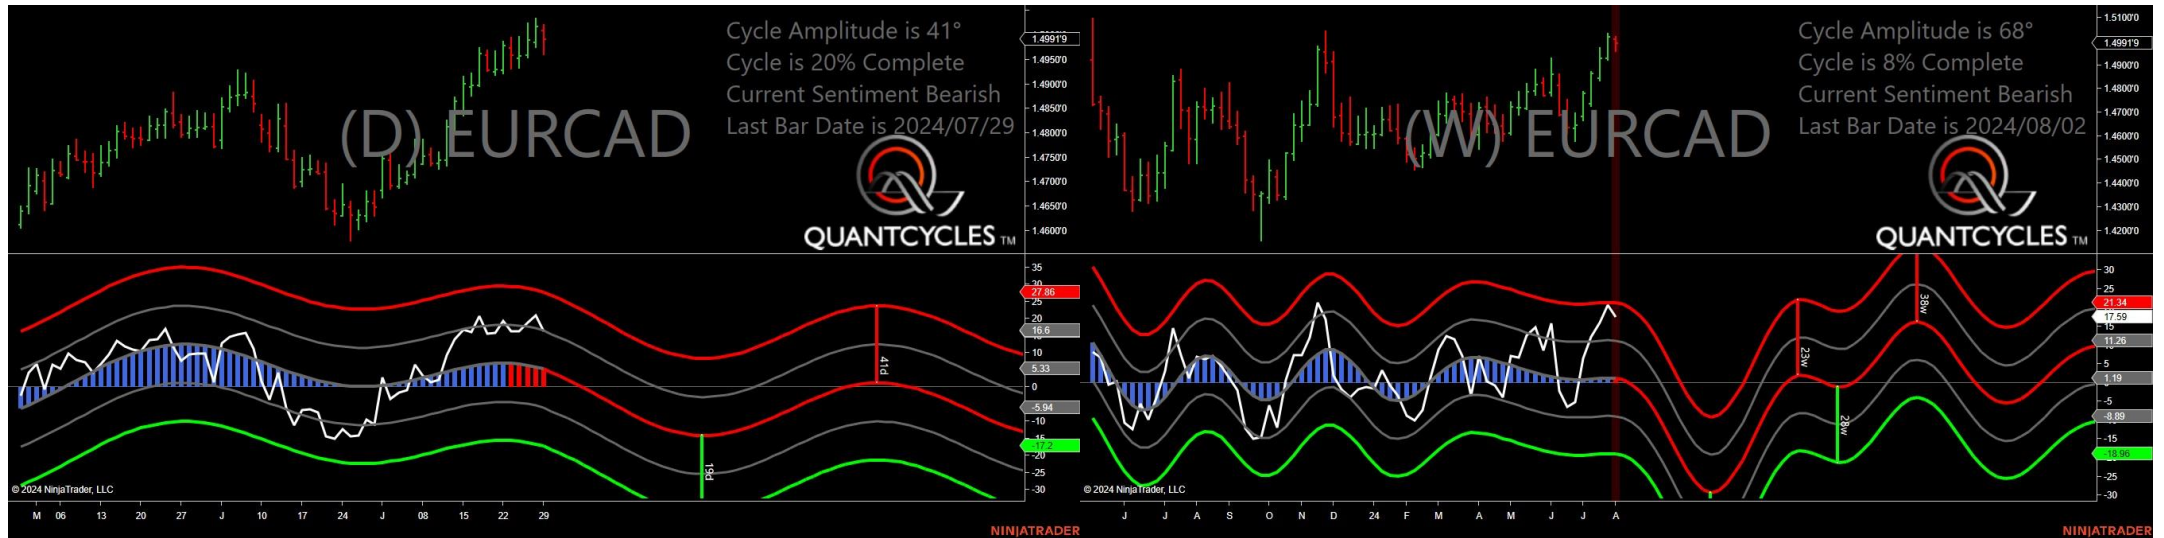 Cycle Amplitude is 41°
Cycle is 20% Complete
Current Sentiment Bearish
Last Bar Date is 2024/07/29
(D) EURCAD
QUANTCYCLES TM
1.4991'9
1.4950'0
1.4900'0
1.4850'0
1.4800'0
1.4750'0
1.4700'0
1.4650'0
1.4600'0
35
27.86
25
20
16.6
10
5.33
0
-5.94
-10
-15
-17.2
-20
-25
-30
41d
19d
© 2024 NinjaTrader, LLC
M 06 13 20 27 J 10 17 24 J 08 15 22 29
NINJATRADER
Cycle Amplitude is 68°
Cycle is 8% Complete
Current Sentiment Bearish
Last Bar Date is 2024/08/02
(W) EURCAD
QUANTCYCLES TM
1.5100'0
1.4991'9
1.4900'0
1.4800'0
1.4700'0
1.4600'0
1.4500'0
1.4400'0
1.4300'0
1.4200'0
30
25
21.34
17.59
15
11.26
5
1.19
-5
-8.89
-15
-18.96
-25
-30
23w
28w
38w
© 2024 NinjaTrader, LLC
J J A S O N D 24 F M A M J J A
NINJATRADER